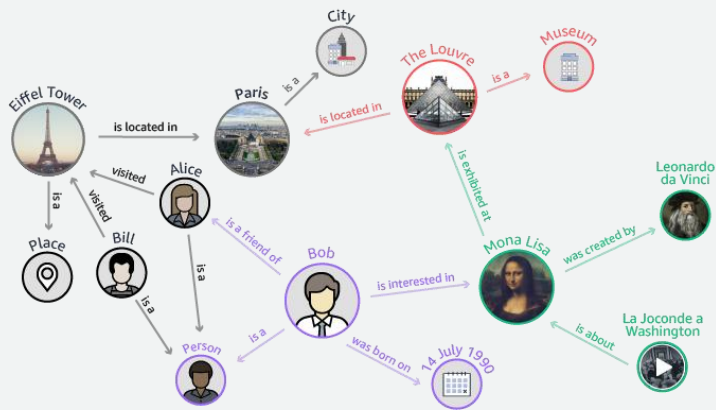 City
The Louvre
Museum
is a
is a
Eiffel Tower
Paris
is located in
is located in
Alice
visited
is a
visited
is exhibited at
Leonardo
da Vinci
Place
Bill
is a friend of
Bob
Mona Lisa
was created by
is a
is a
is interested in
La Joconde a
Washington
is about
Person
is a
was born on
14 July 1990